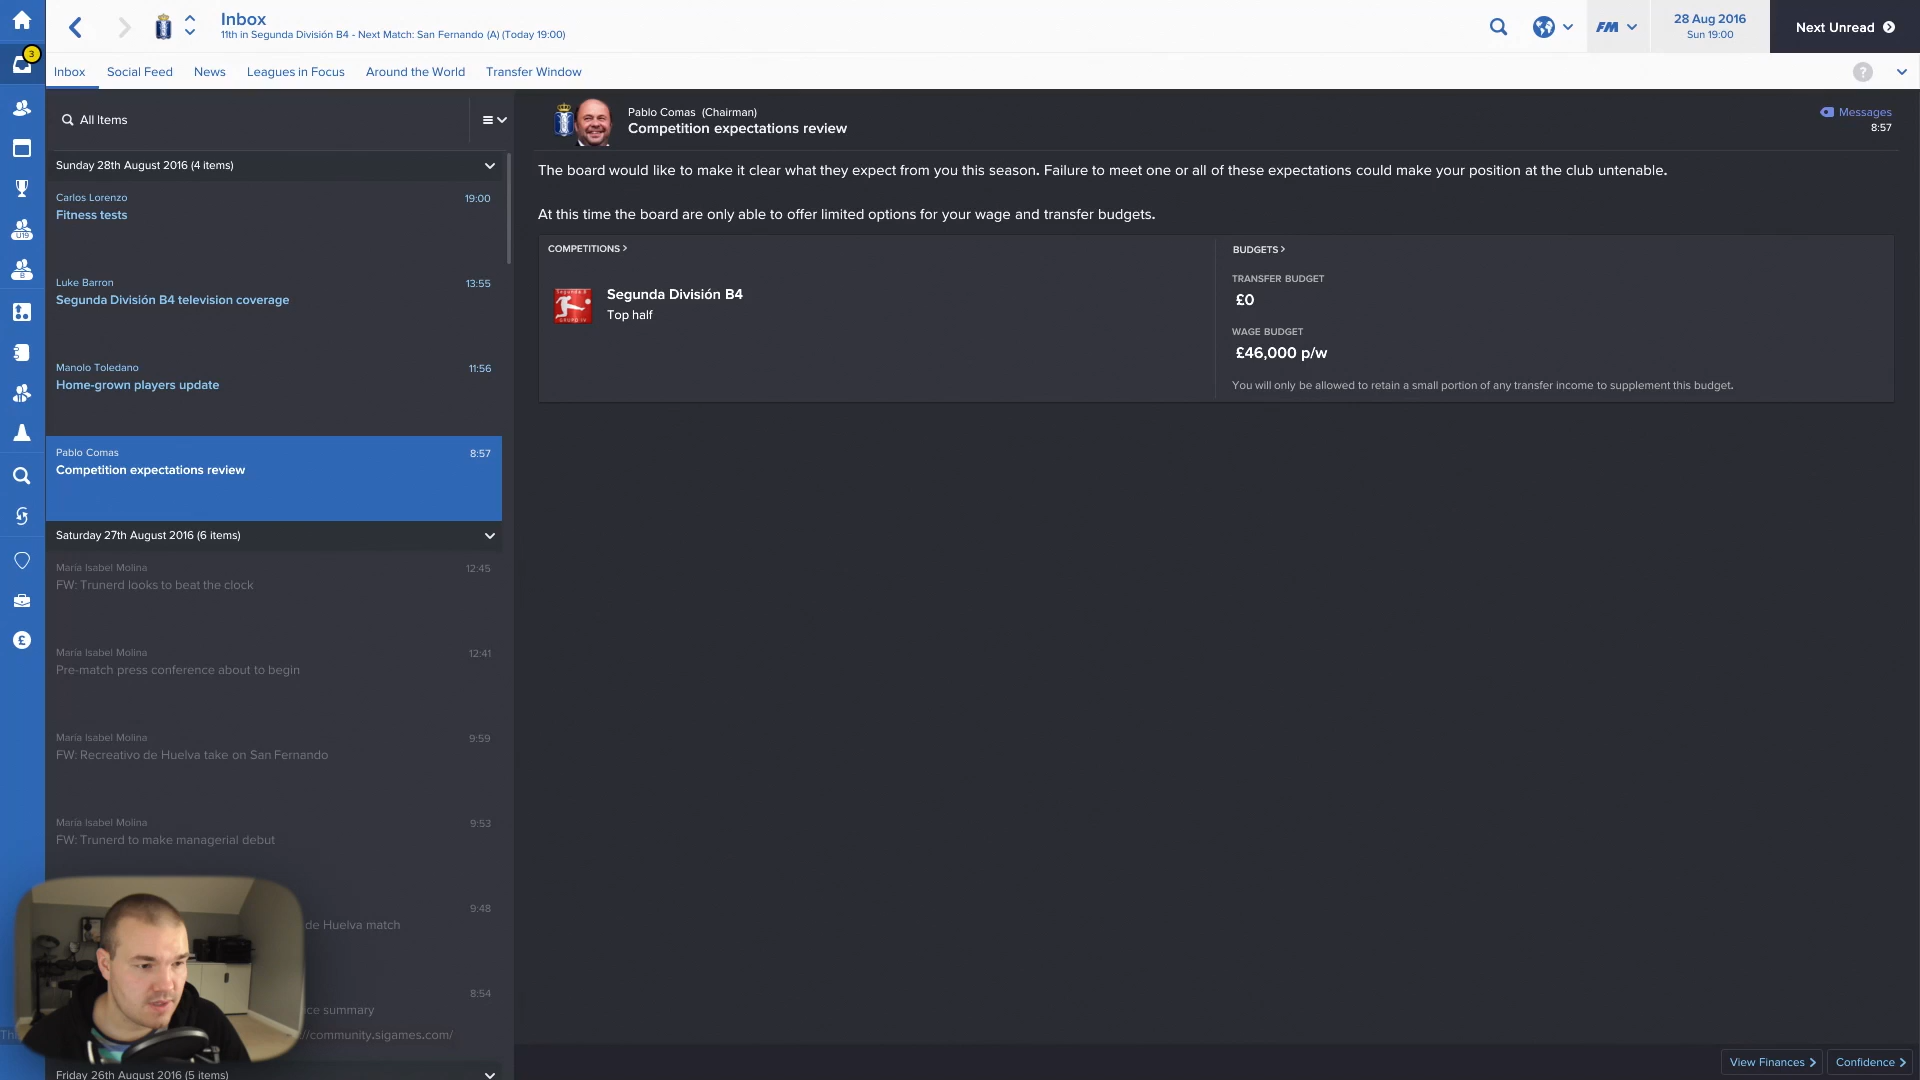 Inbox
11th in Segunda División B4 - Next Match: San Fernando (A) (Today 19:00)
FM
28 Aug 2016
Sun 19:00
Next Unread
3
Inbox
Social Feed
News
Leagues in Focus
Around the World
Transfer Window
?
U19
B
£
All Items
Sunday 28th August 2016 (4 items)
Carlos Lorenzo
19:00
Fitness tests
Luke Barron
13:55
Segunda División B4 television coverage
Manolo Toledano
11:56
Home-grown players update
Pablo Comas
8:57
Competition expectations review
Saturday 27th August 2016 (6 items)
María Isabel Molina
12:45
FW: Trunerd looks to beat the clock
María Isabel Molina
12:41
Pre-match press conference about to begin
María Isabel Molina
9:59
FW: Recreativo de Huelva take on San Fernando
María Isabel Molina
9:53
FW: Trunerd to make managerial debut
9:48
de Huelva match
8:54
ce summary
//community.sigames.com/
Friday 26th August 2016 (5 items)
Pablo Comas (Chairman)
Competition expectations review
Messages
8:57
The board would like to make it clear what they expect from you this season. Failure to meet one or all of these expectations could make your position at the club untenable.
At this time the board are only able to offer limited options for your wage and transfer budgets.
COMPETITIONS >
Segunda División B4
Top half
BUDGETS >
TRANSFER BUDGET
£0
WAGE BUDGET
£46,000 p/w
You will only be allowed to retain a small portion of any transfer income to supplement this budget.
View Finances >
Confidence >